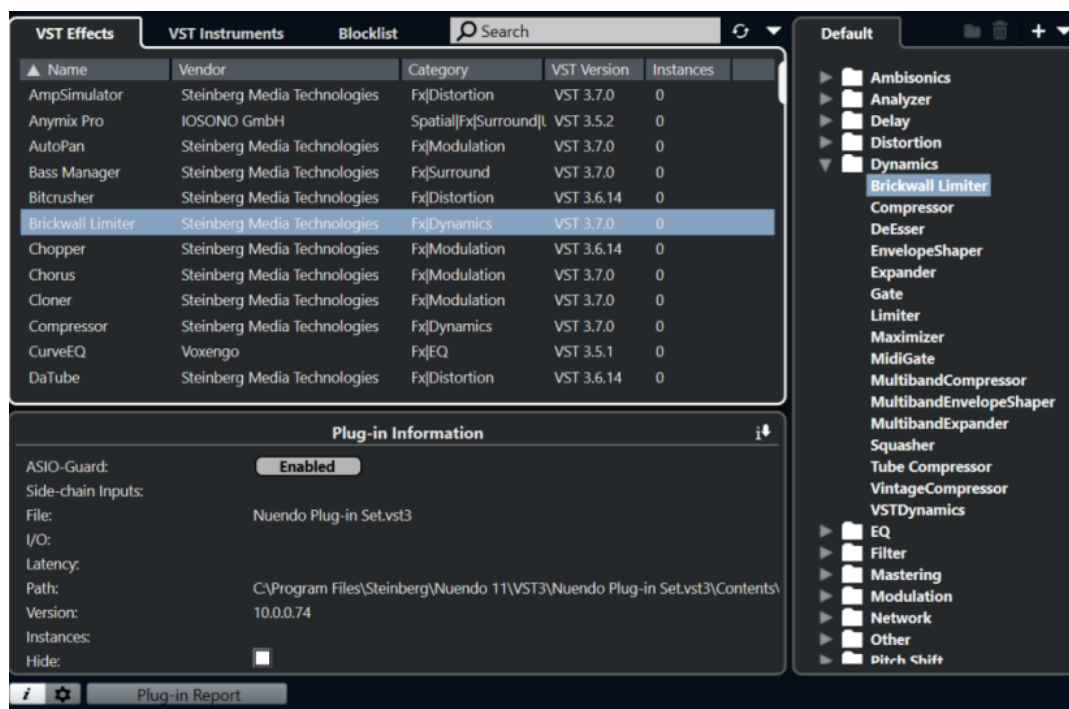 VST Effects VST Instruments Blocklist Search
Name Vendor Category VST Version Instances
AmpSimulator Steinberg Media Technologies Fx|Distortion VST 3.7.0 0
Anymix Pro IOSONO GmbH Spatial|Fx|Surround| VST 3.5.2 0
AutoPan Steinberg Media Technologies Fx|Modulation VST 3.7.0 0
Bass Manager Steinberg Media Technologies Fx|Surround VST 3.7.0 0
Bitcrusher Steinberg Media Technologies Fx|Distortion VST 3.6.14 0
Brickwall Limiter Steinberg Media Technologies Fx|Dynamics VST 3.7.0 0
Chopper Steinberg Media Technologies Fx|Modulation VST 3.6.14 0
Chorus Steinberg Media Technologies Fx|Modulation VST 3.7.0 0
Cloner Steinberg Media Technologies Fx|Modulation VST 3.7.0 0
Compressor Steinberg Media Technologies Fx|Dynamics VST 3.7.0 0
CurveEQ Voxengo Fx|EQ VST 3.5.1 0
DaTube Steinberg Media Technologies Fx|Distortion VST 3.6.14 0
Plug-in Information
ASIO-Guard: Enabled
Side-chain Inputs:
File: Nuendo Plug-in Set.vst3
I/O:
Latency:
Path: C:\Program Files\Steinberg\Nuendo 11\VST3\Nuendo Plug-in Set.vst3\Contents\
Version: 10.0.0.74
Instances:
Hide:
i Plug-in Report
Default
Ambisonics
Analyzer
Delay
Distortion
Dynamics
Brickwall Limiter
Compressor
DeEsser
EnvelopeShaper
Expander
Gate
Limiter
Maximizer
MidiGate
MultibandCompressor
MultibandEnvelopeShaper
MultibandExpander
Squasher
Tube Compressor
VintageCompressor
VSTDynamics
EQ
Filter
Mastering
Modulation
Network
Other
Pitch Shift